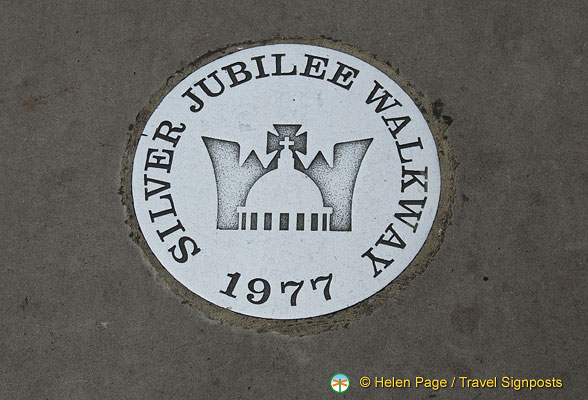 SILVER JUBILEE WALKWAY
1977
© Helen Page / Travel Signposts